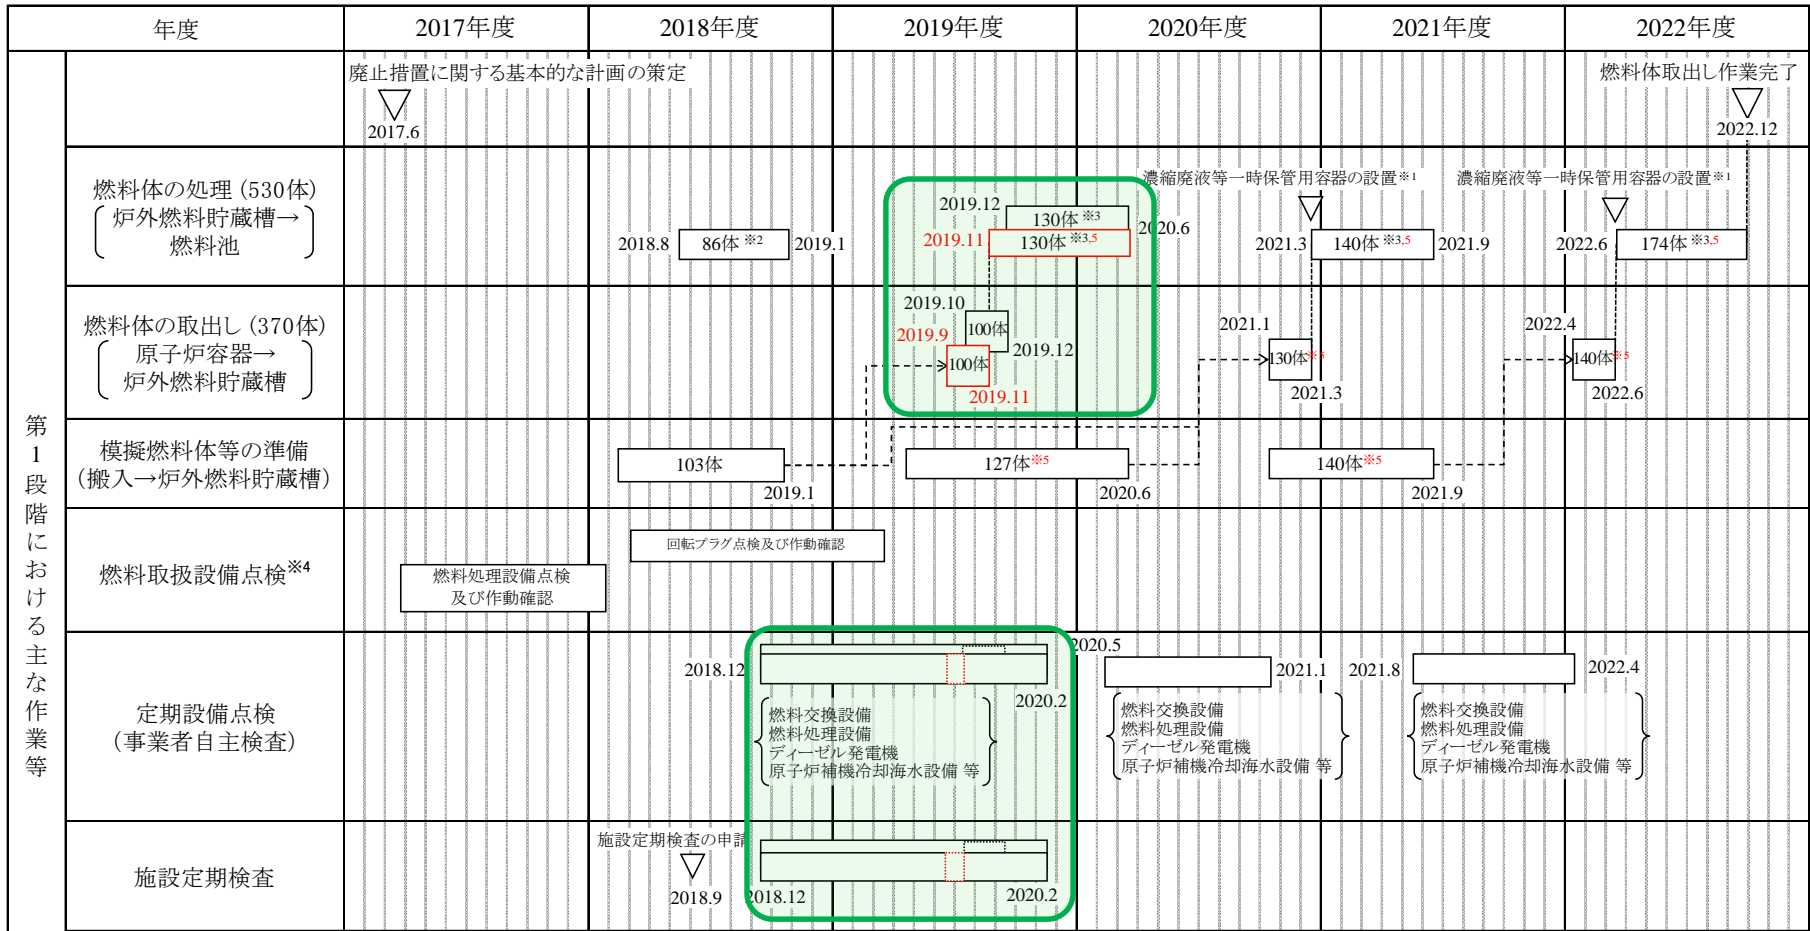 年度
2017年度
2018年度
2019年度
2020年度
2021年度
2022年度
第1段階における主な作業等
廃止措置に関する基本的な計画の策定
2017.6
燃料体取出し作業完了
2022.12
燃料体の処理(530体)
炉外燃料貯蔵槽→
燃料池
2018.8
86体 ※2
2019.1
2019.12
130体 ※3
2019.11
130体 ※3,5
2020.6
濃縮廃液等一時保管用容器の設置※1
2021.3
140体 ※3,5
2021.9
濃縮廃液等一時保管用容器の設置※1
2022.6
174体 ※3,5
燃料体の取出し(370体)
原子炉容器→
炉外燃料貯蔵槽
2019.10
100体
2019.12
2019.9
100体
2019.11
2021.1
130体※5
2021.3
2022.4
140体※5
2022.6
模擬燃料体等の準備
(搬入→炉外燃料貯蔵槽)
103体
2019.1
127体※5
2020.6
140体※5
2021.9
燃料取扱設備点検※4
回転プラグ点検及び作動確認
燃料処理設備点検
及び作動確認
定期設備点検
(事業者自主検査)
2018.12
2020.5
2020.2
燃料交換設備
燃料処理設備
ディーゼル発電機
原子炉補機冷却海水設備 等
2021.1
燃料交換設備
燃料処理設備
ディーゼル発電機
原子炉補機冷却海水設備 等
2021.8
2022.4
燃料交換設備
燃料処理設備
ディーゼル発電機
原子炉補機冷却海水設備 等
施設定期検査
施設定期検査の申請
2018.9
2018.12
2020.2